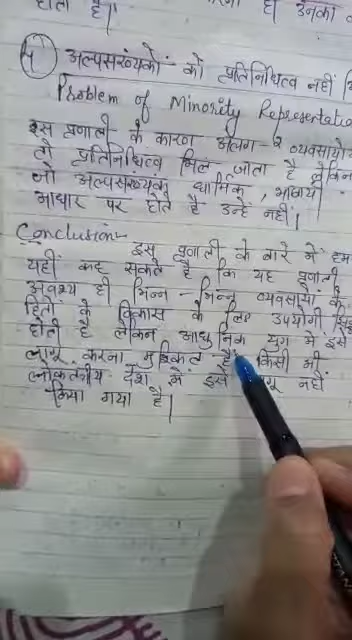 होता है।
उनका
4 अल्पसंख्यकों को प्रतिनिधित्व नहीं
Problem of Minority Representatio
इस प्रणाली के कारण अलग-2 व्यवसायों
तो प्रतिनिधित्व मिल जाता है लेकिन
जो अल्पसंख्यक धार्मिक, भाषायी
आधार पर होते है उन्हें नहीं।
Conclusion-
इस प्रणाली के बारे में हम
यही कह सकते है कि यह प्रणाली
अवश्य ही भिन्न-भिन्न व्यवसायो के
हितो के विकास के लिए उपयोगी सिद्ध
होती है लेकिन आधुनिक युग मे इसे
लागू करना मुश्किल है। किसी भी
लोकतंत्रीय देश मे इसे लागू नही
किया गया है।